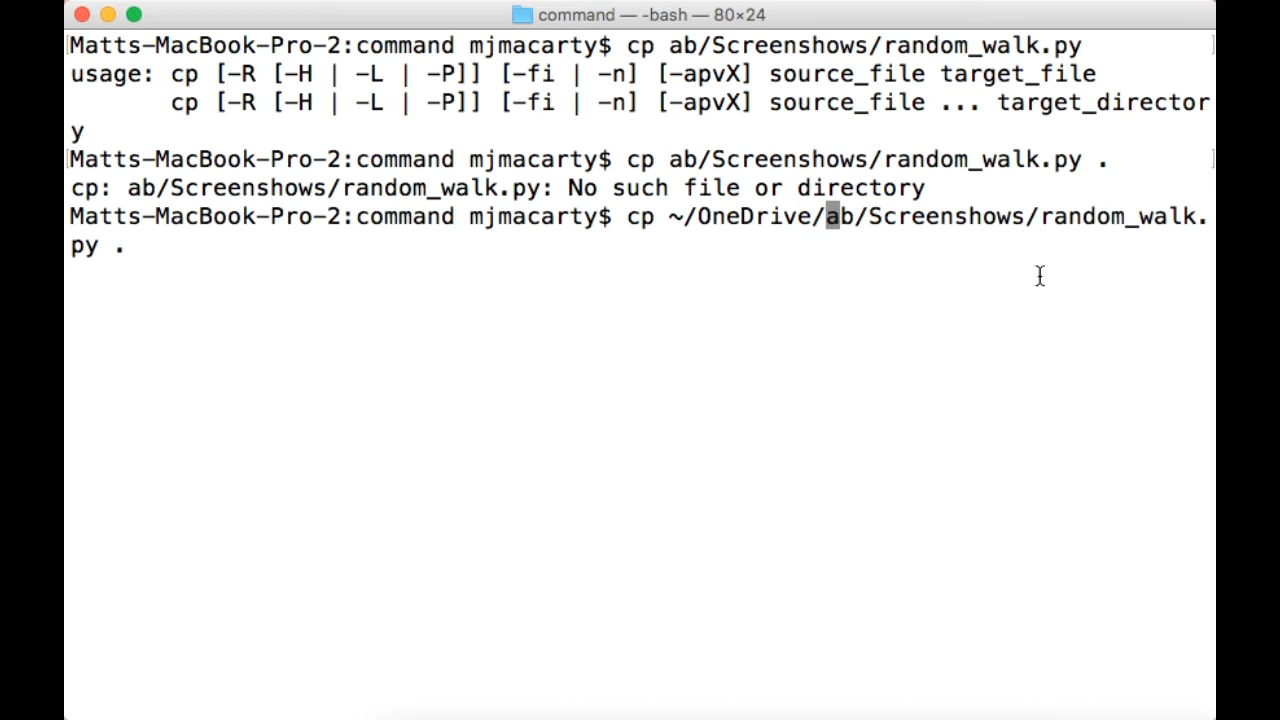 command — -bash — 80×24
Matts-MacBook-Pro-2:command mjmacarty$ cp ab/Screenshows/random_walk.py
usage: cp [-R [-H | -L | -P]] [-fi | -n] [-apvX] source_file target_file
cp [-R [-H | -L | -P]] [-fi | -n] [-apvX] source_file ... target_director
y
Matts-MacBook-Pro-2:command mjmacarty$ cp ab/Screenshows/random_walk.py .
cp: ab/Screenshows/random_walk.py: No such file or directory
Matts-MacBook-Pro-2:command mjmacarty$ cp ~/OneDrive/ab/Screenshows/random_walk.
py .